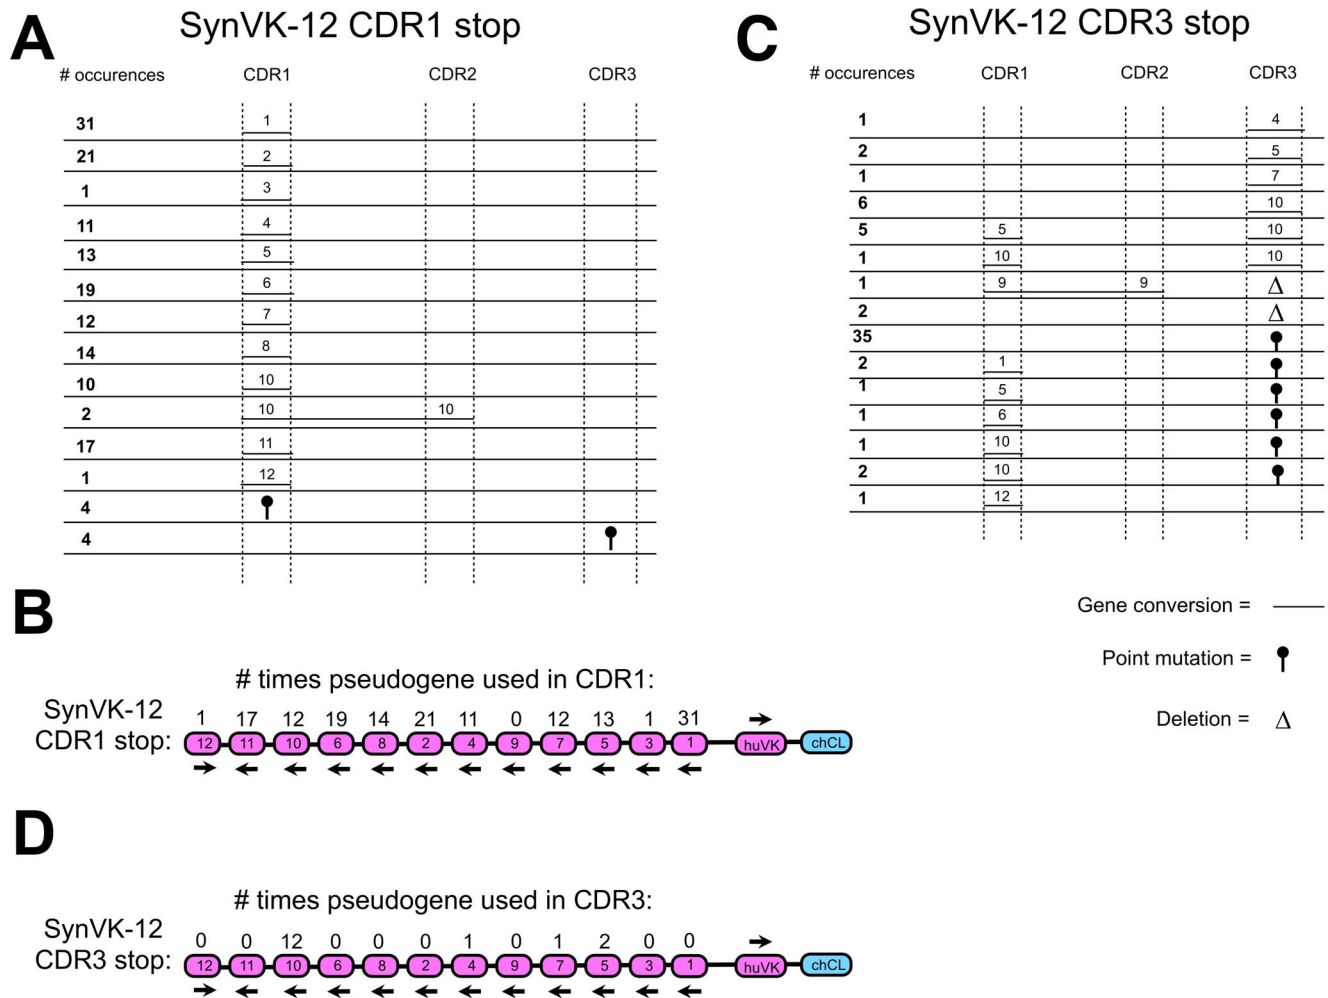 A
SynVK-12 CDR1 stop
# occurences CDR1 CDR2 CDR3
31 1
21 2
1 3
11 4
13 5
19 6
12 7
14 8
10 10
2 10 10
17 11
1 12
4
4
C
SynVK-12 CDR3 stop
# occurences CDR1 CDR2 CDR3
1 4
2 5
1 7
6 10
5 5 10
1 10 10
1 9 9 Δ
2 Δ
35
2 1
1 5
1 6
1 10
2 10
1 12
Gene conversion =
Point mutation =
Deletion = Δ
B
# times pseudogene used in CDR1:
SynVK-12
CDR1 stop:
1 17 12 19 14 21 11 0 12 13 1 31
12 11 10 6 8 2 4 9 7 5 3 1 huVK chCL
D
# times pseudogene used in CDR3:
SynVK-12
CDR3 stop:
0 0 12 0 0 0 1 0 1 2 0 0
12 11 10 6 8 2 4 9 7 5 3 1 huVK chCL